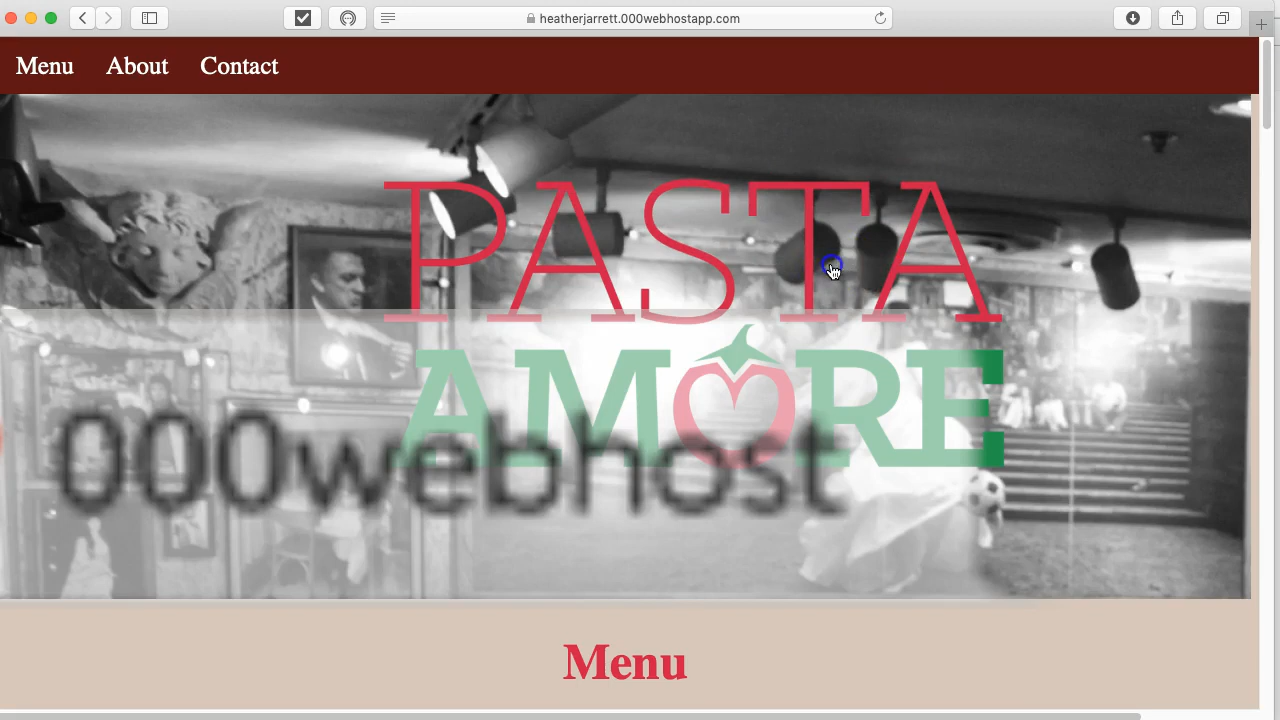 heatherjarrett.000webhostapp.com
Menu About Contact
PASTA
AMORE
000webhost
Menu